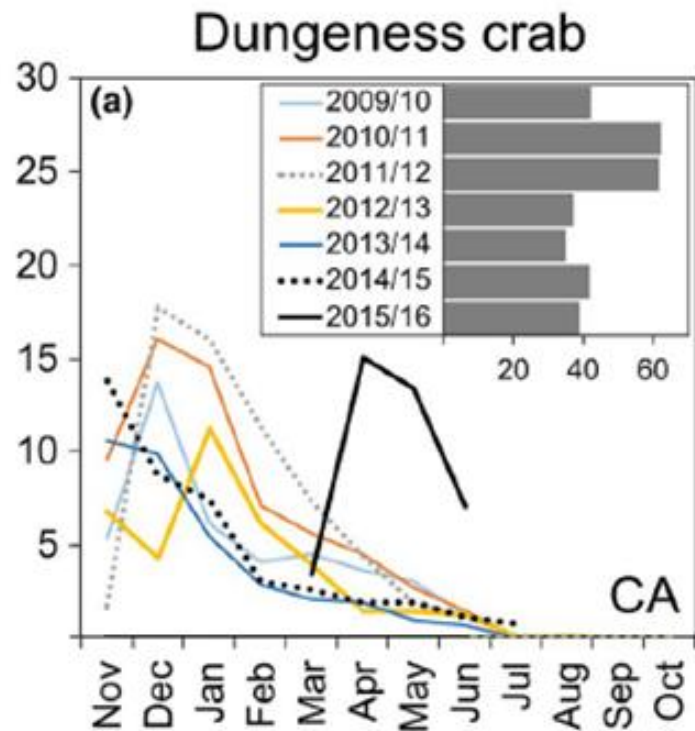 Dungeness crab
30
(a)
2009/10
2010/11
25
2011/12
2012/13
20
2013/14
2014/15
2015/16
15
20 40 60
10
5
CA
Nov Dec Jan Feb Mar Apr May Jun Jul Aug Sep Oct